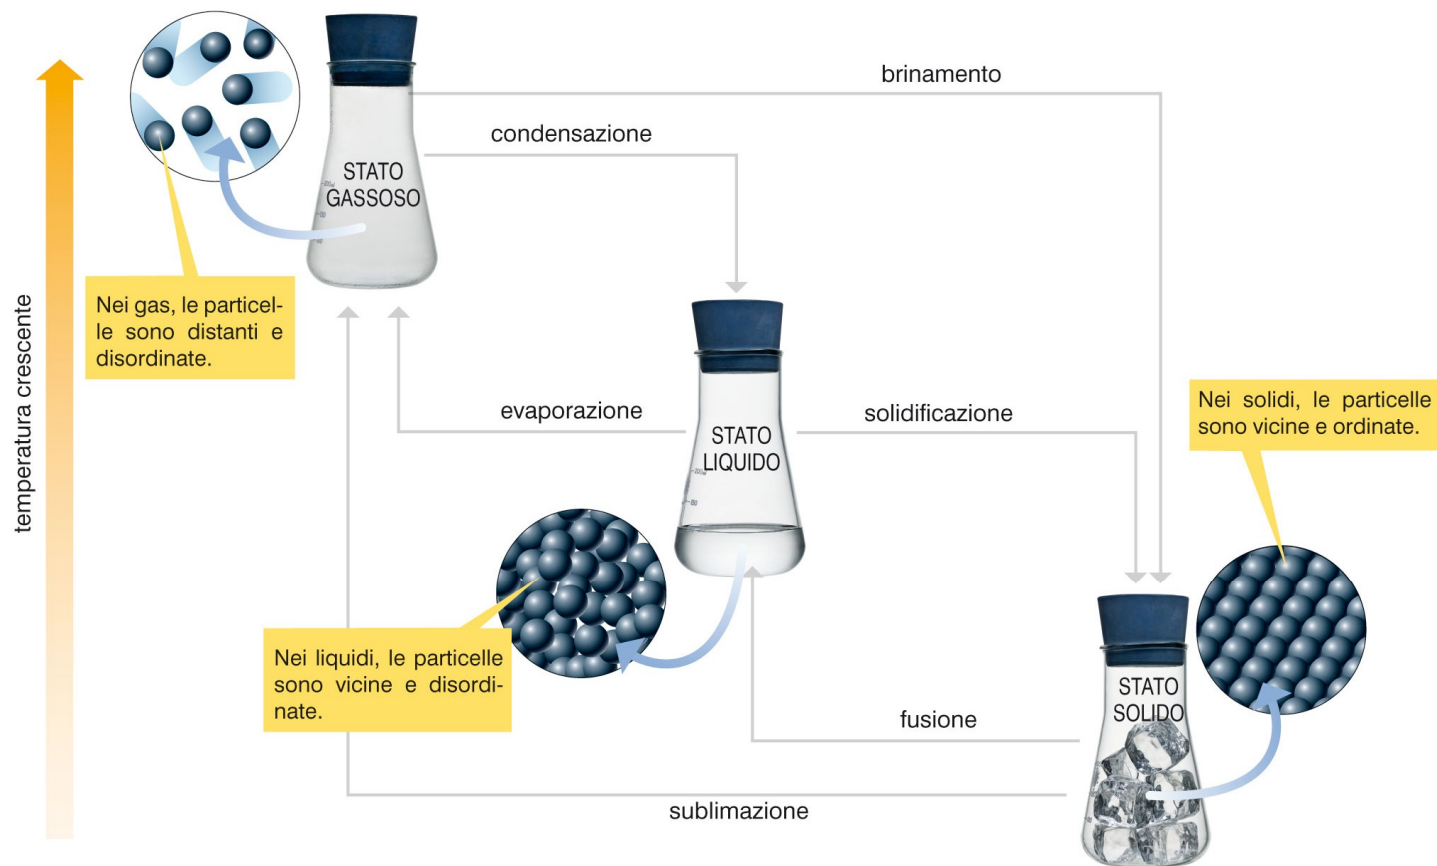 brinamento
condensazione
STATO
GASSOSO
Nei gas, le particel-
le sono distanti e
disordinate.
temperatura crescente
evaporazione
STATO
LIQUIDO
solidificazione
Nei solidi, le particelle
sono vicine e ordinate.
Nei liquidi, le particelle
sono vicine e disordi-
nate.
STATO
SOLIDO
fusione
sublimazione